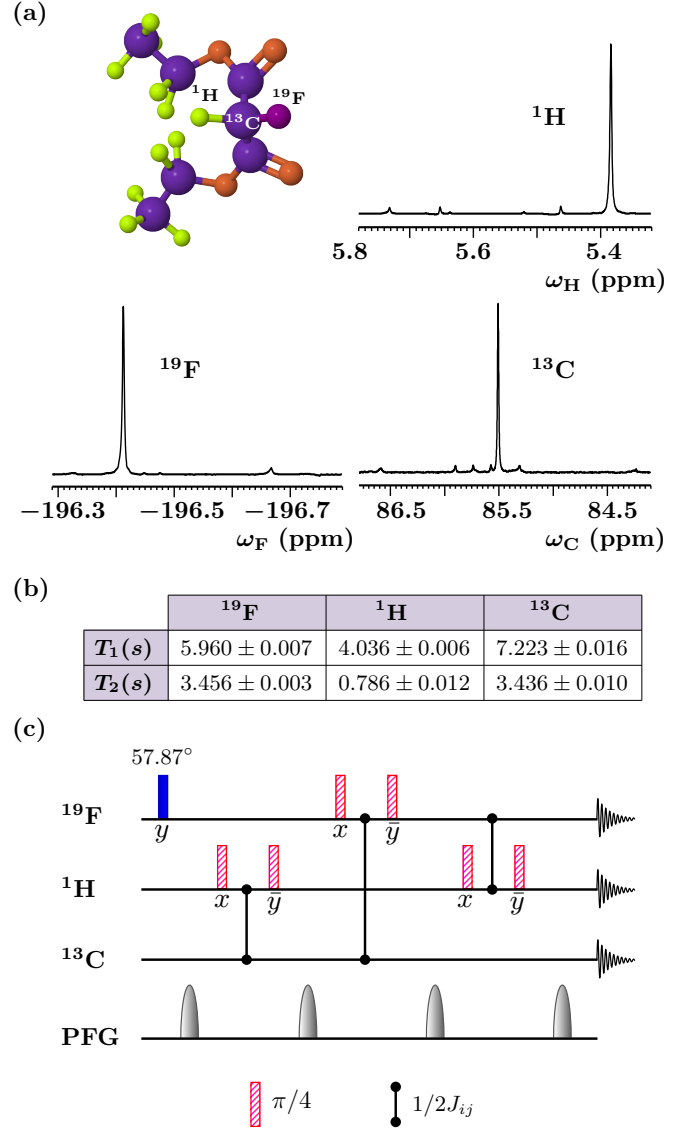 (a)
¹H
¹⁹F
¹³C
¹H
5.8 5.6 5.4
ω_H (ppm)
¹⁹F
−196.3 −196.5 −196.7
ω_F (ppm)
¹³C
86.5 85.5 84.5
ω_C (ppm)
(b)
¹⁹F ¹H ¹³C
T₁(s) 5.960 ± 0.007 4.036 ± 0.006 7.223 ± 0.016
T₂(s) 3.456 ± 0.003 0.786 ± 0.012 3.436 ± 0.010
(c)
57.87°
¹⁹F
y x ȳ
¹H
x ȳ x ȳ
¹³C
PFG
π/4 1/2J_ij